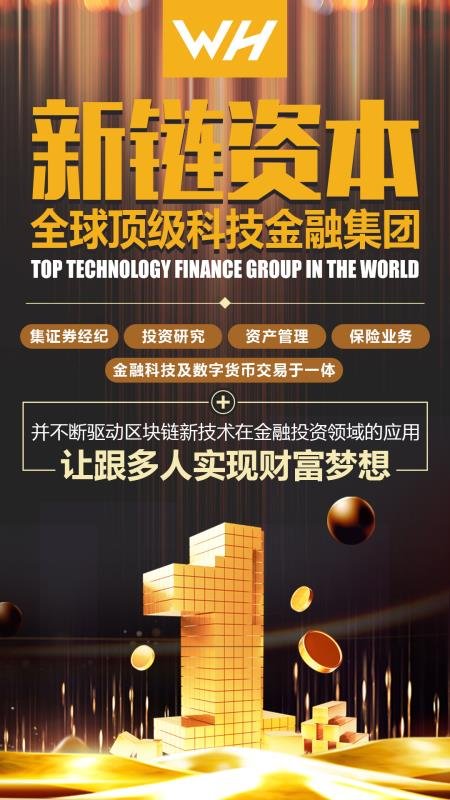 WH
新链资本
全球顶级科技金融集团
TOP TECHNOLOGY FINANCE GROUP IN THE WORLD
集证券经纪 投资研究 资产管理 保险业务
金融科技及数字货币交易于一体
并不断驱动区块链新技术在金融投资领域的应用
让跟多人实现财富梦想